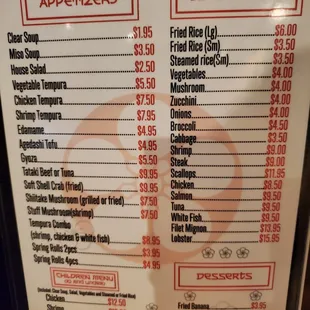 APPETIZERS
Clear Soup $1.95
Miso Soup $3.50
House Salad $2.50
Vegetable Tempura $5.50
Chicken Tempura $7.50
Shrimp Tempura $7.95
Edamame $4.95
Agedashi Tofu $4.95
Gyoza $5.50
Tataki Beef or Tuna $9.95
Soft Shell Crab (fried) $9.95
Shiitake Mushroom (grilled or fried) $7.50
Stuff Mushroom(shrimp) $7.50
Tempura Combo
(shrimp, chicken & white fish) $8.95
Spring Rolls 2pcs $3.95
Spring Rolls 4pcs $4.95
CHILDREN MENU
Chicken $12.50
Shrimp
Fried Rice (Lg) $6.00
Fried Rice (Sm) $3.50
Steamed rice(Sm) $3.50
Vegetables $4.00
Mushroom $4.00
Zucchini $4.00
Onions $4.00
Broccoli $4.50
Cabbage $3.50
Shrimp $9.00
Steak $9.00
Scallops $11.95
Chicken $8.50
Salmon $9.50
Tuna $9.50
White Fish $9.50
Filet Mignon $13.95
Lobster $15.95
DESSERTS
Fried Banana